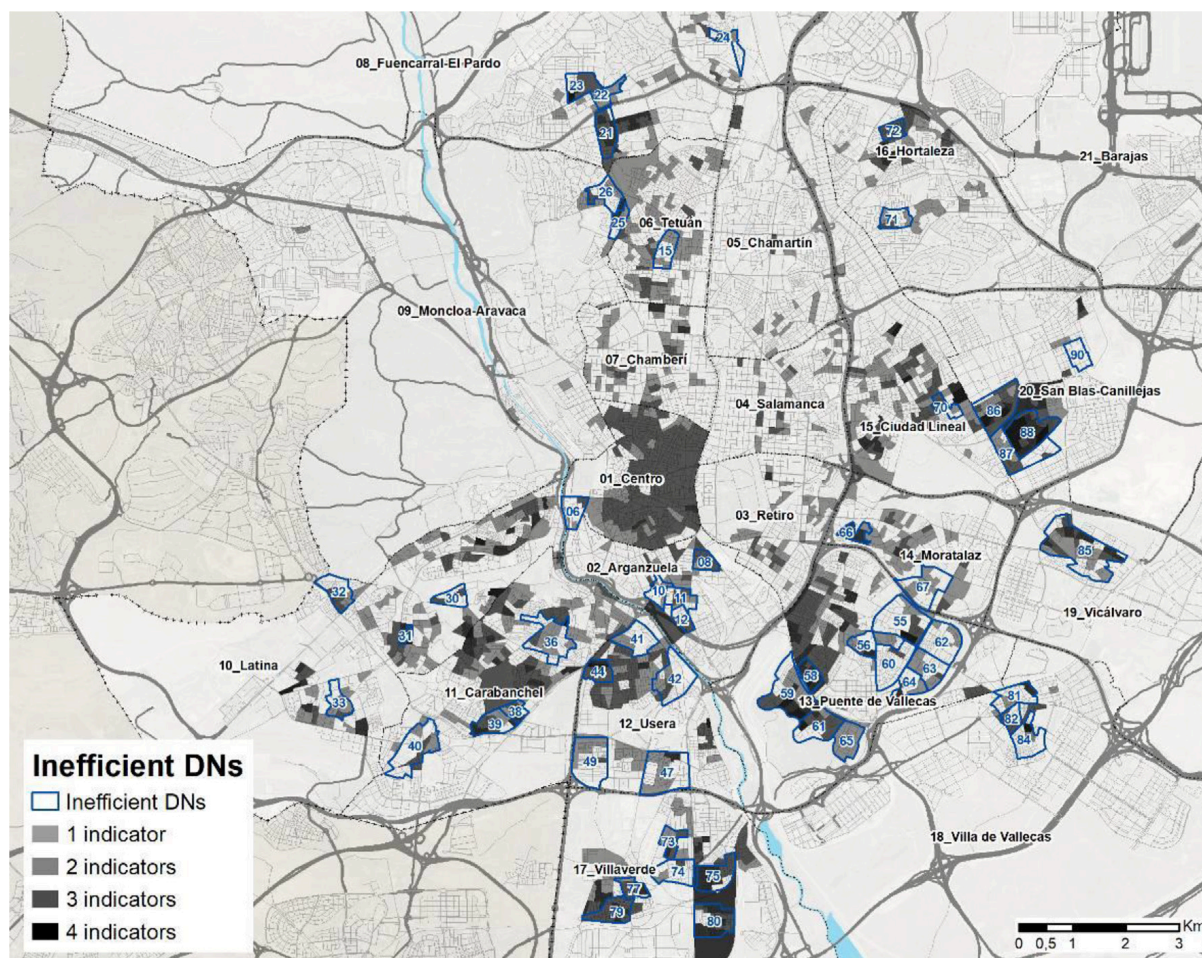 24
08_Fuencarral-El Pardo
23
22
21
72
16_Hortaleza
21_Barajas
26
25
71
06_Tetuán
15
05_Chamartín
09_Moncloa-Aravaca
07_Chamberí
90
04_Salamanca
20_San Blas-Canillejas
70
86
15_Ciudad Lineal
88
87
01_Centro
06
03_Retiro
66
14_Moratalaz
85
08
02_Arganzuela
67
32
30
10
11
19_Vicálvaro
12
55
31
36
41
56
62
10_Latina
44
60
63
42
58
64
11_Carabanchel
59
13_Puente de Vallecas
81
33
38
39
12_Usera
61
82
40
65
84
49
47
Inefficient DNs
Inefficient DNs
1 indicator
2 indicators
3 indicators
4 indicators
73
18_Villa de Vallecas
17_Villaverde
74
75
77
79
80
Km
0 0,5 1 2 3